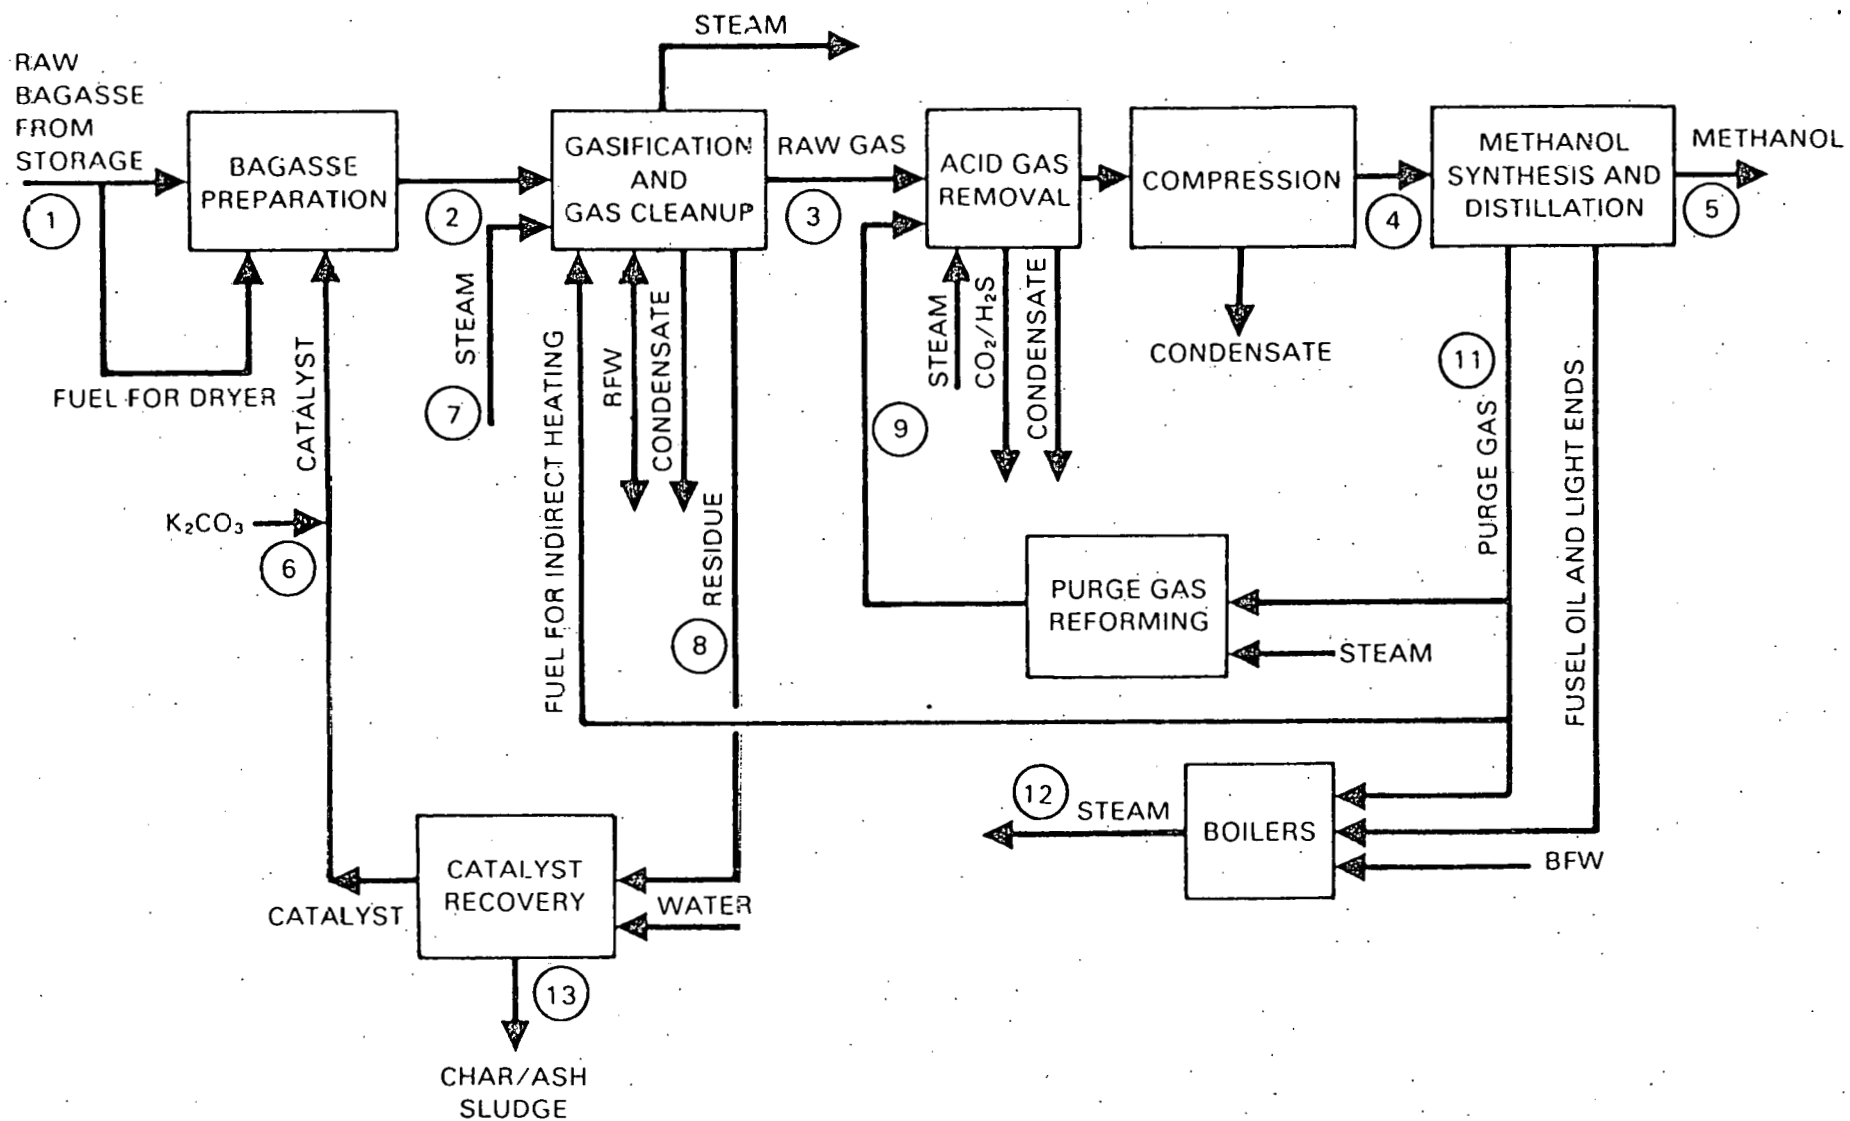 STEAM
RAW
BAGASSE
FROM
STORAGE
1
BAGASSE
PREPARATION
2
GASIFICATION
AND
GAS CLEANUP
RAW GAS
3
ACID GAS
REMOVAL
COMPRESSION
4
METHANOL
SYNTHESIS AND
DISTILLATION
METHANOL
5
FUEL FOR DRYER
CATALYST
STEAM
7
FUEL FOR INDIRECT HEATING
BFW
CONDENSATE
RESIDUE
8
9
STEAM
CO₂/H₂S
CONDENSATE
CONDENSATE
11
PURGE GAS
FUSEL OIL AND LIGHT ENDS
K₂CO₃
6
PURGE GAS
REFORMING
STEAM
12
STEAM
BOILERS
BFW
CATALYST
RECOVERY
CATALYST
WATER
13
CHAR/ASH
SLUDGE